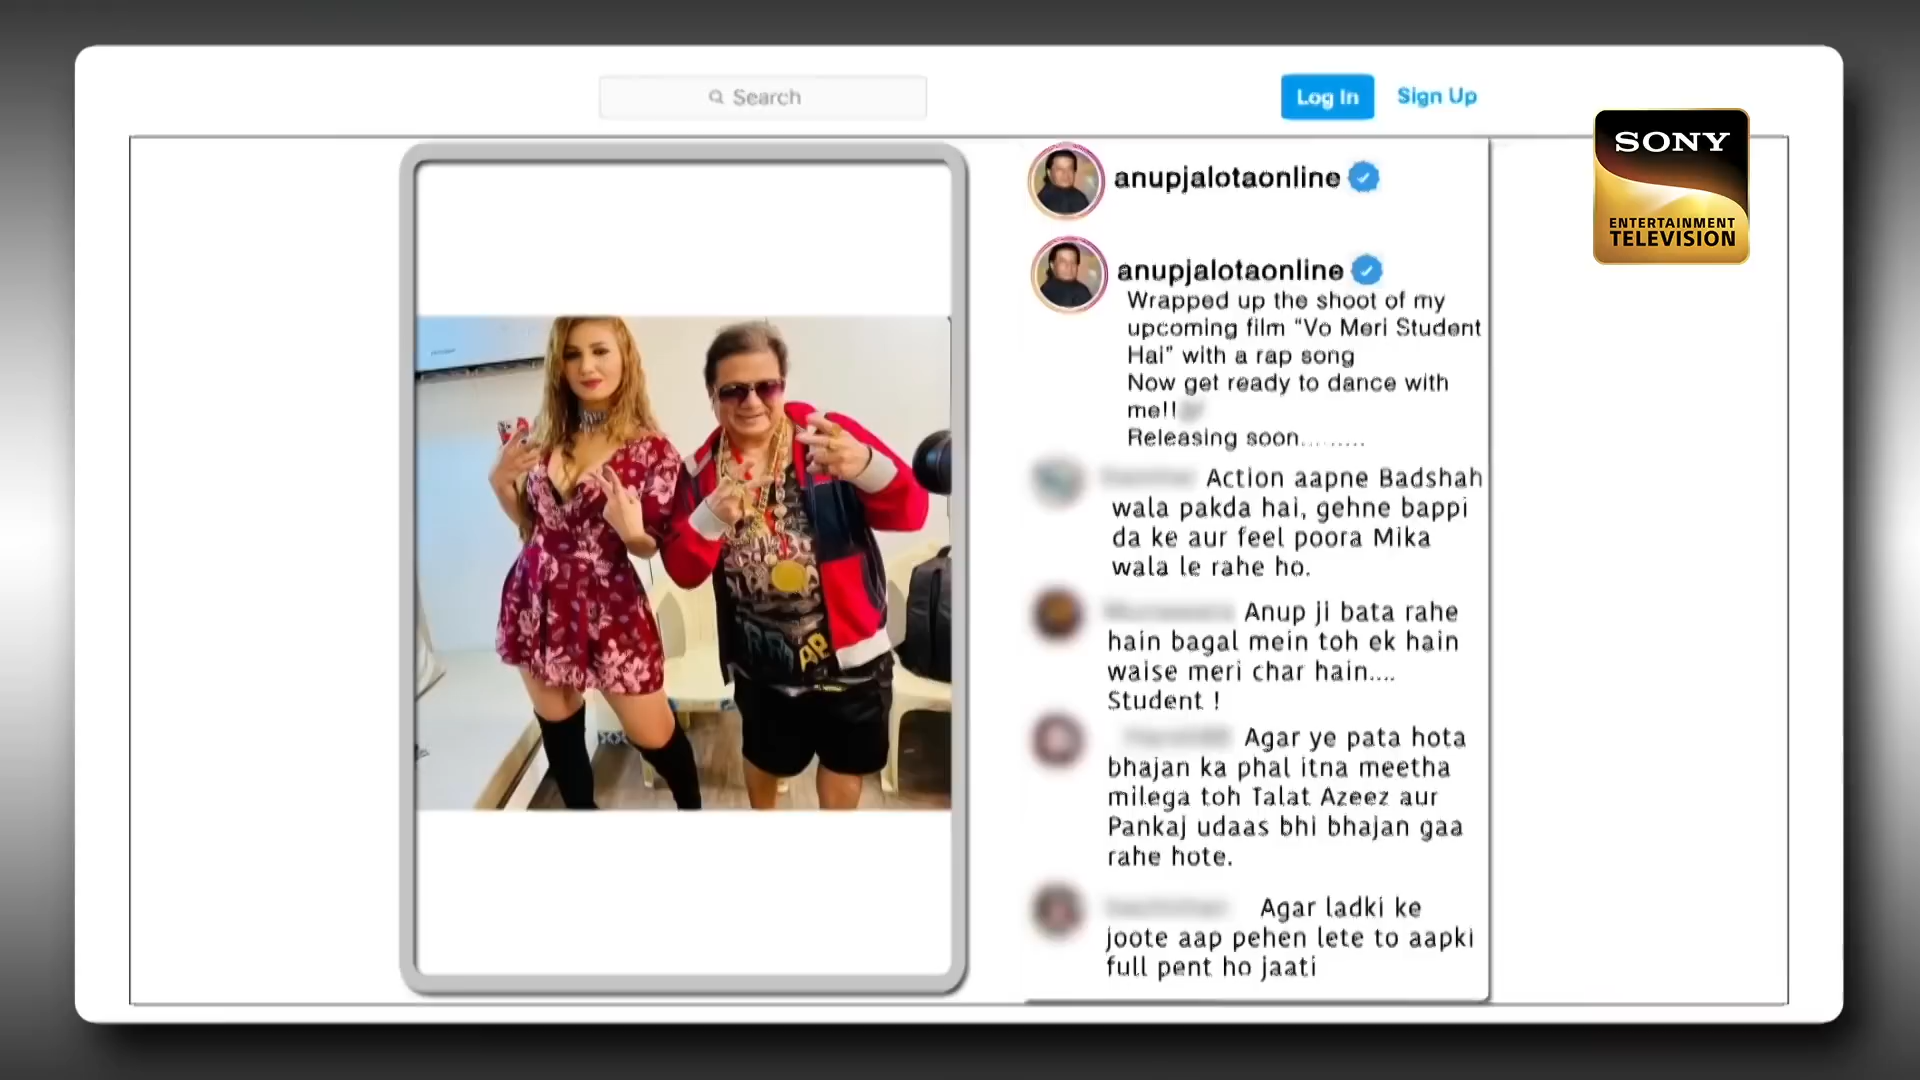 Search
Log In
Sign Up
SONY
ENTERTAINMENT
TELEVISION
anupjalotaonline
anupjalotaonline
Wrapped up the shoot of my
upcoming film “Vo Meri Student
Hai” with a rap song
Now get ready to dance with
me!!
Releasing soon.........
Action aapne Badshah
wala pakda hai, gehne bappi
da ke aur feel poora Mika
wala le rahe ho.
Anup ji bata rahe
hain bagal mein toh ek hain
waise meri char hain....
Student !
Agar ye pata hota
bhajan ka phal itna meetha
milega toh Talat Azeez aur
Pankaj udaas bhi bhajan gaa
rahe hote.
Agar ladki ke
joote aap pehen lete to aapki
full pent ho jaati